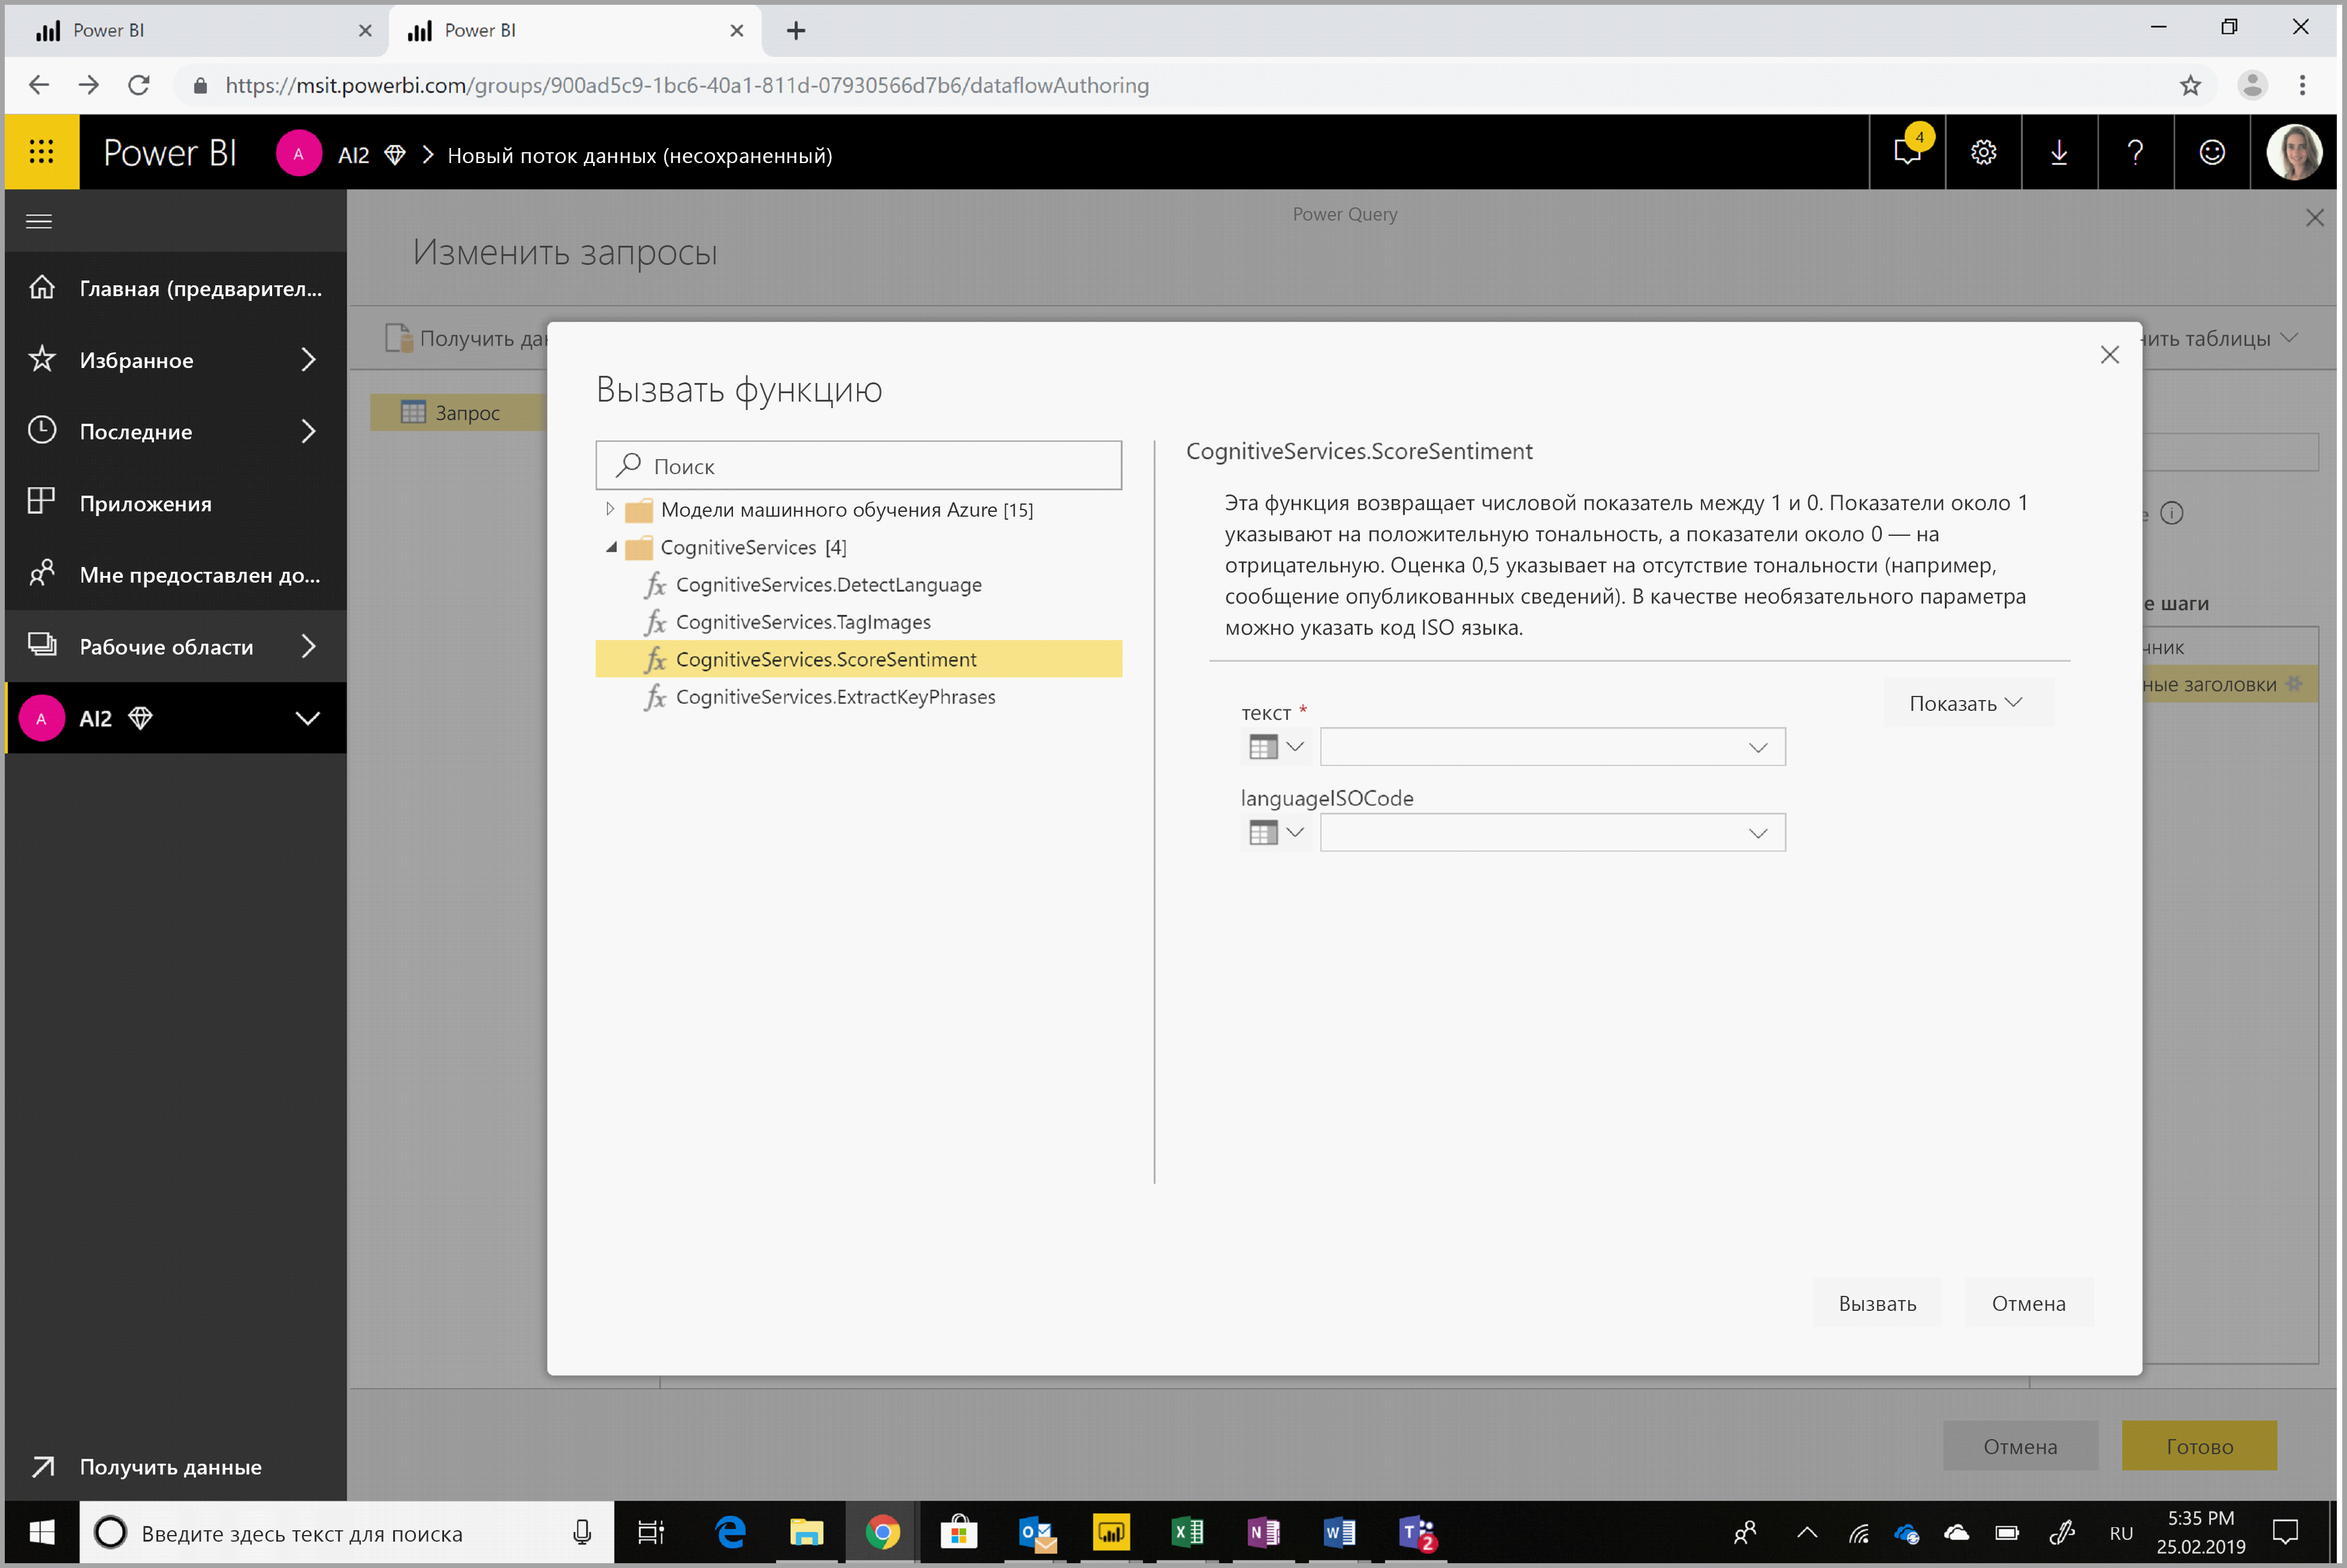 Power BI
Power BI
https://msit.powerbi.com/groups/900ad5c9-1bc6-40a1-811d-07930566d7b6/dataflowAuthoring
Power BI
A
AI2
Новый поток данных (несохраненный)
4
Power Query
Изменить запросы
Главная (предварител...
Избранное
Последние
Приложения
Мне предоставлен до...
Рабочие области
A
AI2
Получить данные
Получить да
ить таблицы
Запрос
е
е шаги
чник
ные заголовки
Вызвать функцию
Поиск
Модели машинного обучения Azure [15]
CognitiveServices [4]
fx CognitiveServices.DetectLanguage
fx CognitiveServices.TagImages
fx CognitiveServices.ScoreSentiment
fx CognitiveServices.ExtractKeyPhrases
CognitiveServices.ScoreSentiment
Эта функция возвращает числовой показатель между 1 и 0. Показатели около 1
указывают на положительную тональность, а показатели около 0 — на
отрицательную. Оценка 0,5 указывает на отсутствие тональности (например,
сообщение опубликованных сведений). В качестве необязательного параметра
можно указать код ISO языка.
Показать
текст *
languageISOCode
Вызвать
Отмена
Отмена
Готово
Введите здесь текст для поиска
2
RU
5:35 PM
25.02.2019